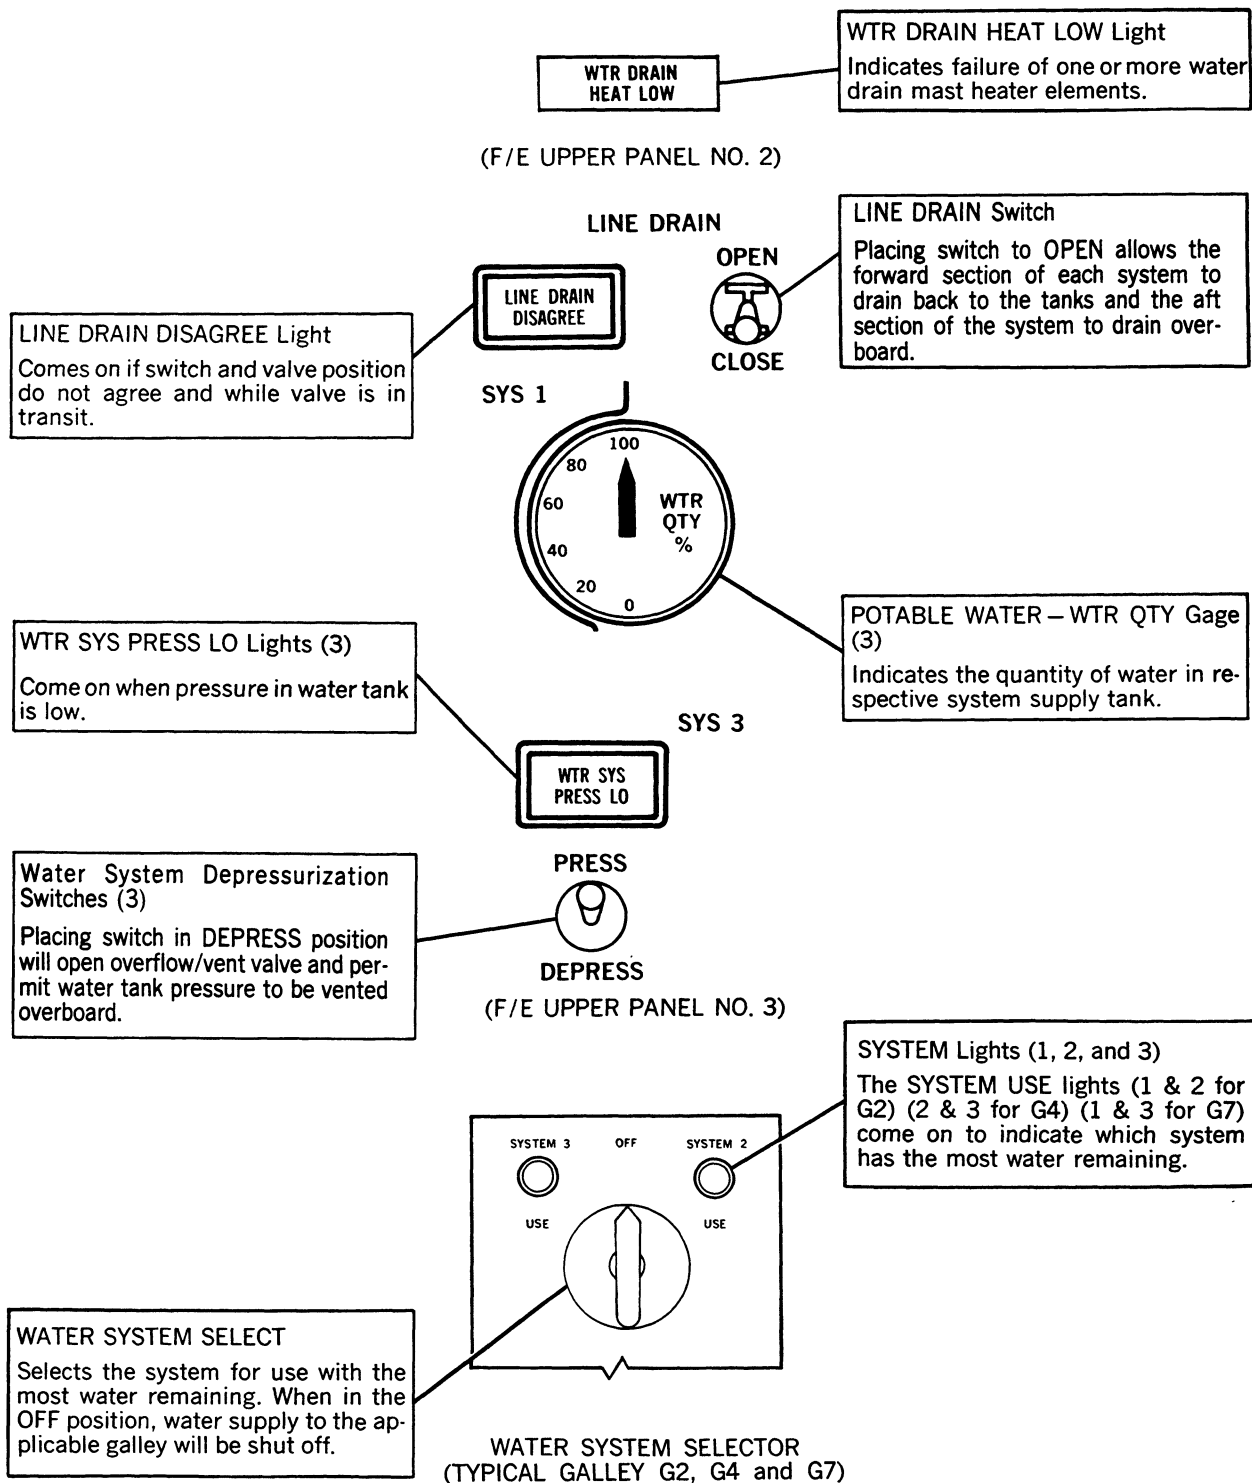 WTR DRAIN
HEAT LOW
WTR DRAIN HEAT LOW Light
Indicates failure of one or more water
drain mast heater elements.
(F/E UPPER PANEL NO. 2)
LINE DRAIN
OPEN
CLOSE
LINE DRAIN Switch
Placing switch to OPEN allows the
forward section of each system to
drain back to the tanks and the aft
section of the system to drain over-
board.
LINE DRAIN
DISAGREE
LINE DRAIN DISAGREE Light
Comes on if switch and valve position
do not agree and while valve is in
transit.
SYS 1
100
80
60
40
20
0
WTR
QTY
%
POTABLE WATER – WTR QTY Gage
(3)
Indicates the quantity of water in re-
spective system supply tank.
WTR SYS PRESS LO Lights (3)
Come on when pressure in water tank
is low.
SYS 3
WTR SYS
PRESS LO
PRESS
DEPRESS
Water System Depressurization
Switches (3)
Placing switch in DEPRESS position
will open overflow/vent valve and per-
mit water tank pressure to be vented
overboard.
(F/E UPPER PANEL NO. 3)
SYSTEM Lights (1, 2, and 3)
The SYSTEM USE lights (1 & 2 for
G2) (2 & 3 for G4) (1 & 3 for G7)
come on to indicate which system
has the most water remaining.
SYSTEM 3 OFF SYSTEM 2
USE USE
WATER SYSTEM SELECT
Selects the system for use with the
most water remaining. When in the
OFF position, water supply to the ap-
plicable galley will be shut off.
WATER SYSTEM SELECTOR
(TYPICAL GALLEY G2, G4 and G7)